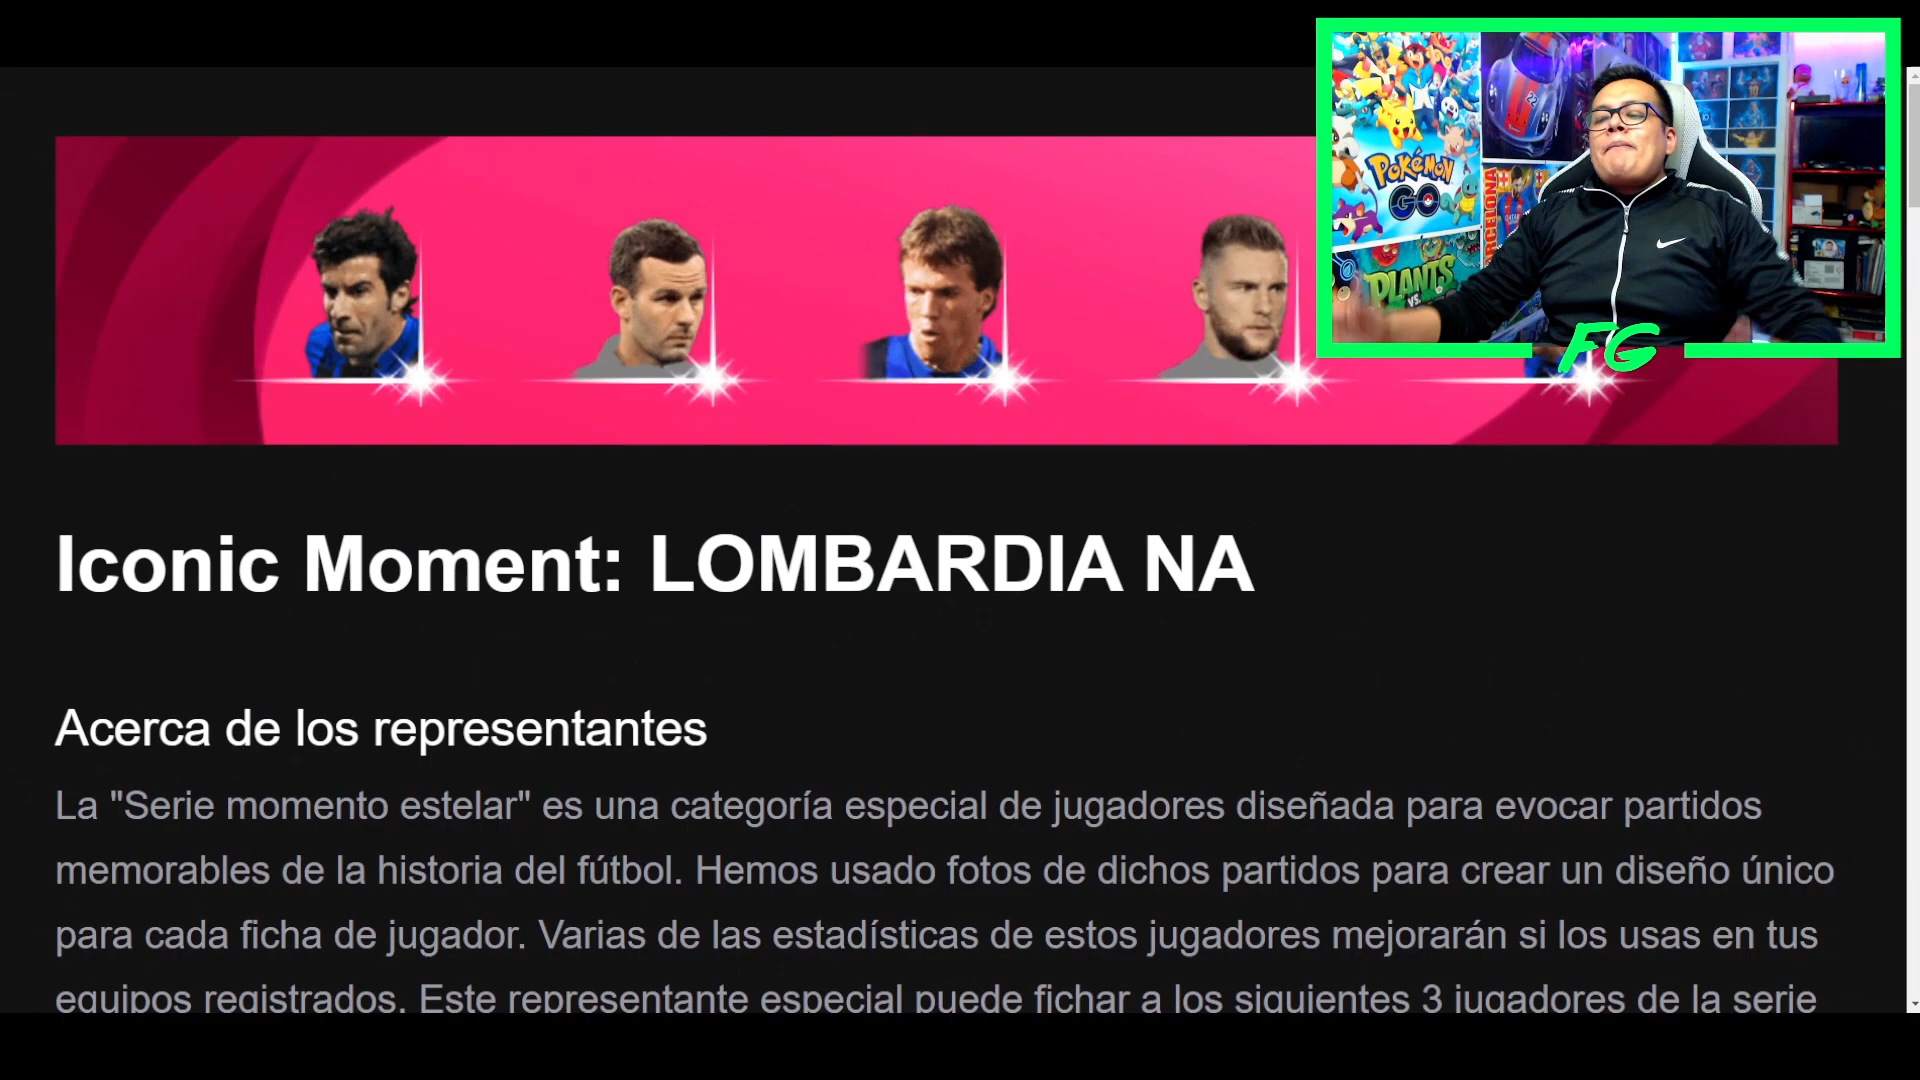 POKÉMON
GO
22
BARCELONA
PLANTS
VS.
FG
Iconic Moment: LOMBARDIA NA
Acerca de los representantes
La "Serie momento estelar" es una categoría especial de jugadores diseñada para evocar partidos
memorables de la historia del fútbol. Hemos usado fotos de dichos partidos para crear un diseño único
para cada ficha de jugador. Varias de las estadísticas de estos jugadores mejorarán si los usas en tus
equipos registrados. Este representante especial puede fichar a los siguientes 3 jugadores de la serie